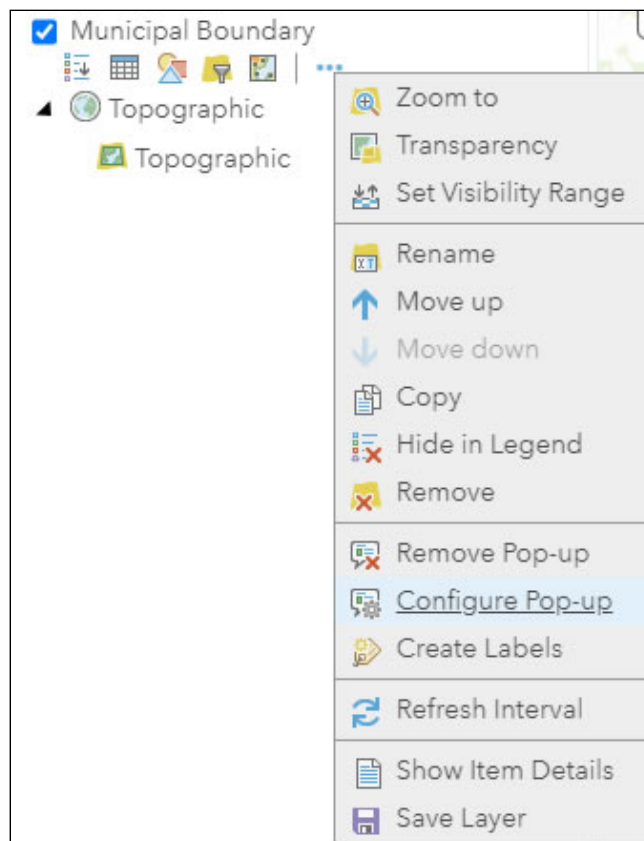 Municipal Boundary
Topographic
Topographic
Zoom to
Transparency
Set Visibility Range
Rename
Move up
Move down
Copy
Hide in Legend
Remove
Remove Pop-up
Configure Pop-up
Create Labels
Refresh Interval
Show Item Details
Save Layer